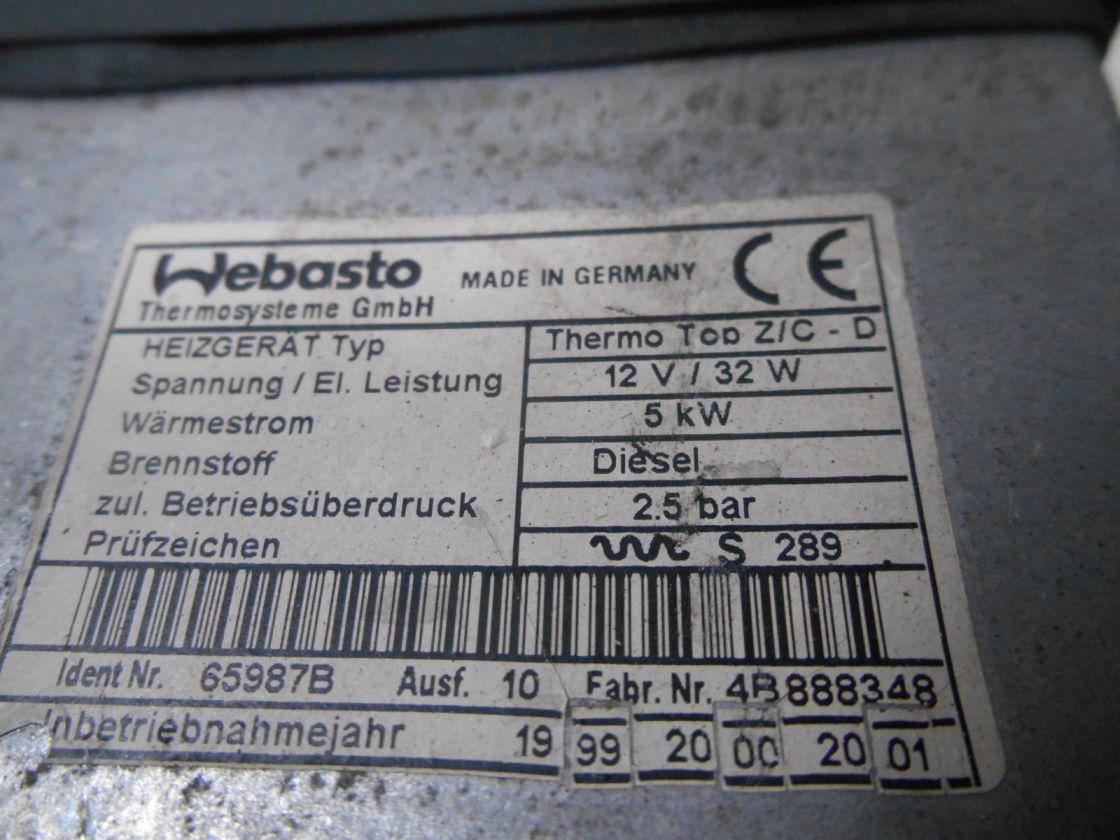 Webasto MADE IN GERMANY CE
Thermosysteme GmbH
HEIZGERÄT Typ Thermo Top Z/C - D
Spannung / El. Leistung 12 V / 32 W
Wärmestrom 5 kW
Brennstoff Diesel
zul. Betriebsüberdruck 2.5 bar
Prüfzeichen S 289
Ident Nr. 65987B Ausf. 10 Fabr. Nr. 4B888348
Inbetriebnahmejahr 19 99 20 00 20 01